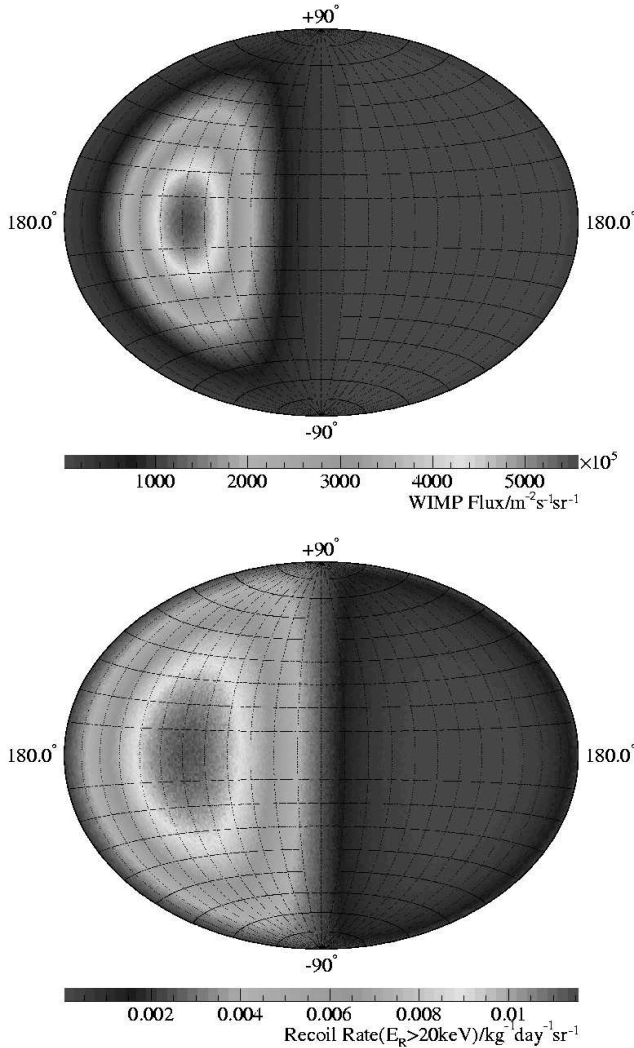 +90°
180.0° 180.0°
-90°
1000 2000 3000 4000 5000 ×10⁵
WIMP Flux/m⁻²s⁻¹sr⁻¹
+90°
180.0° 180.0°
-90°
0.002 0.004 0.006 0.008 0.01
Recoil Rate(E_R>20keV)/kg⁻¹day⁻¹sr⁻¹